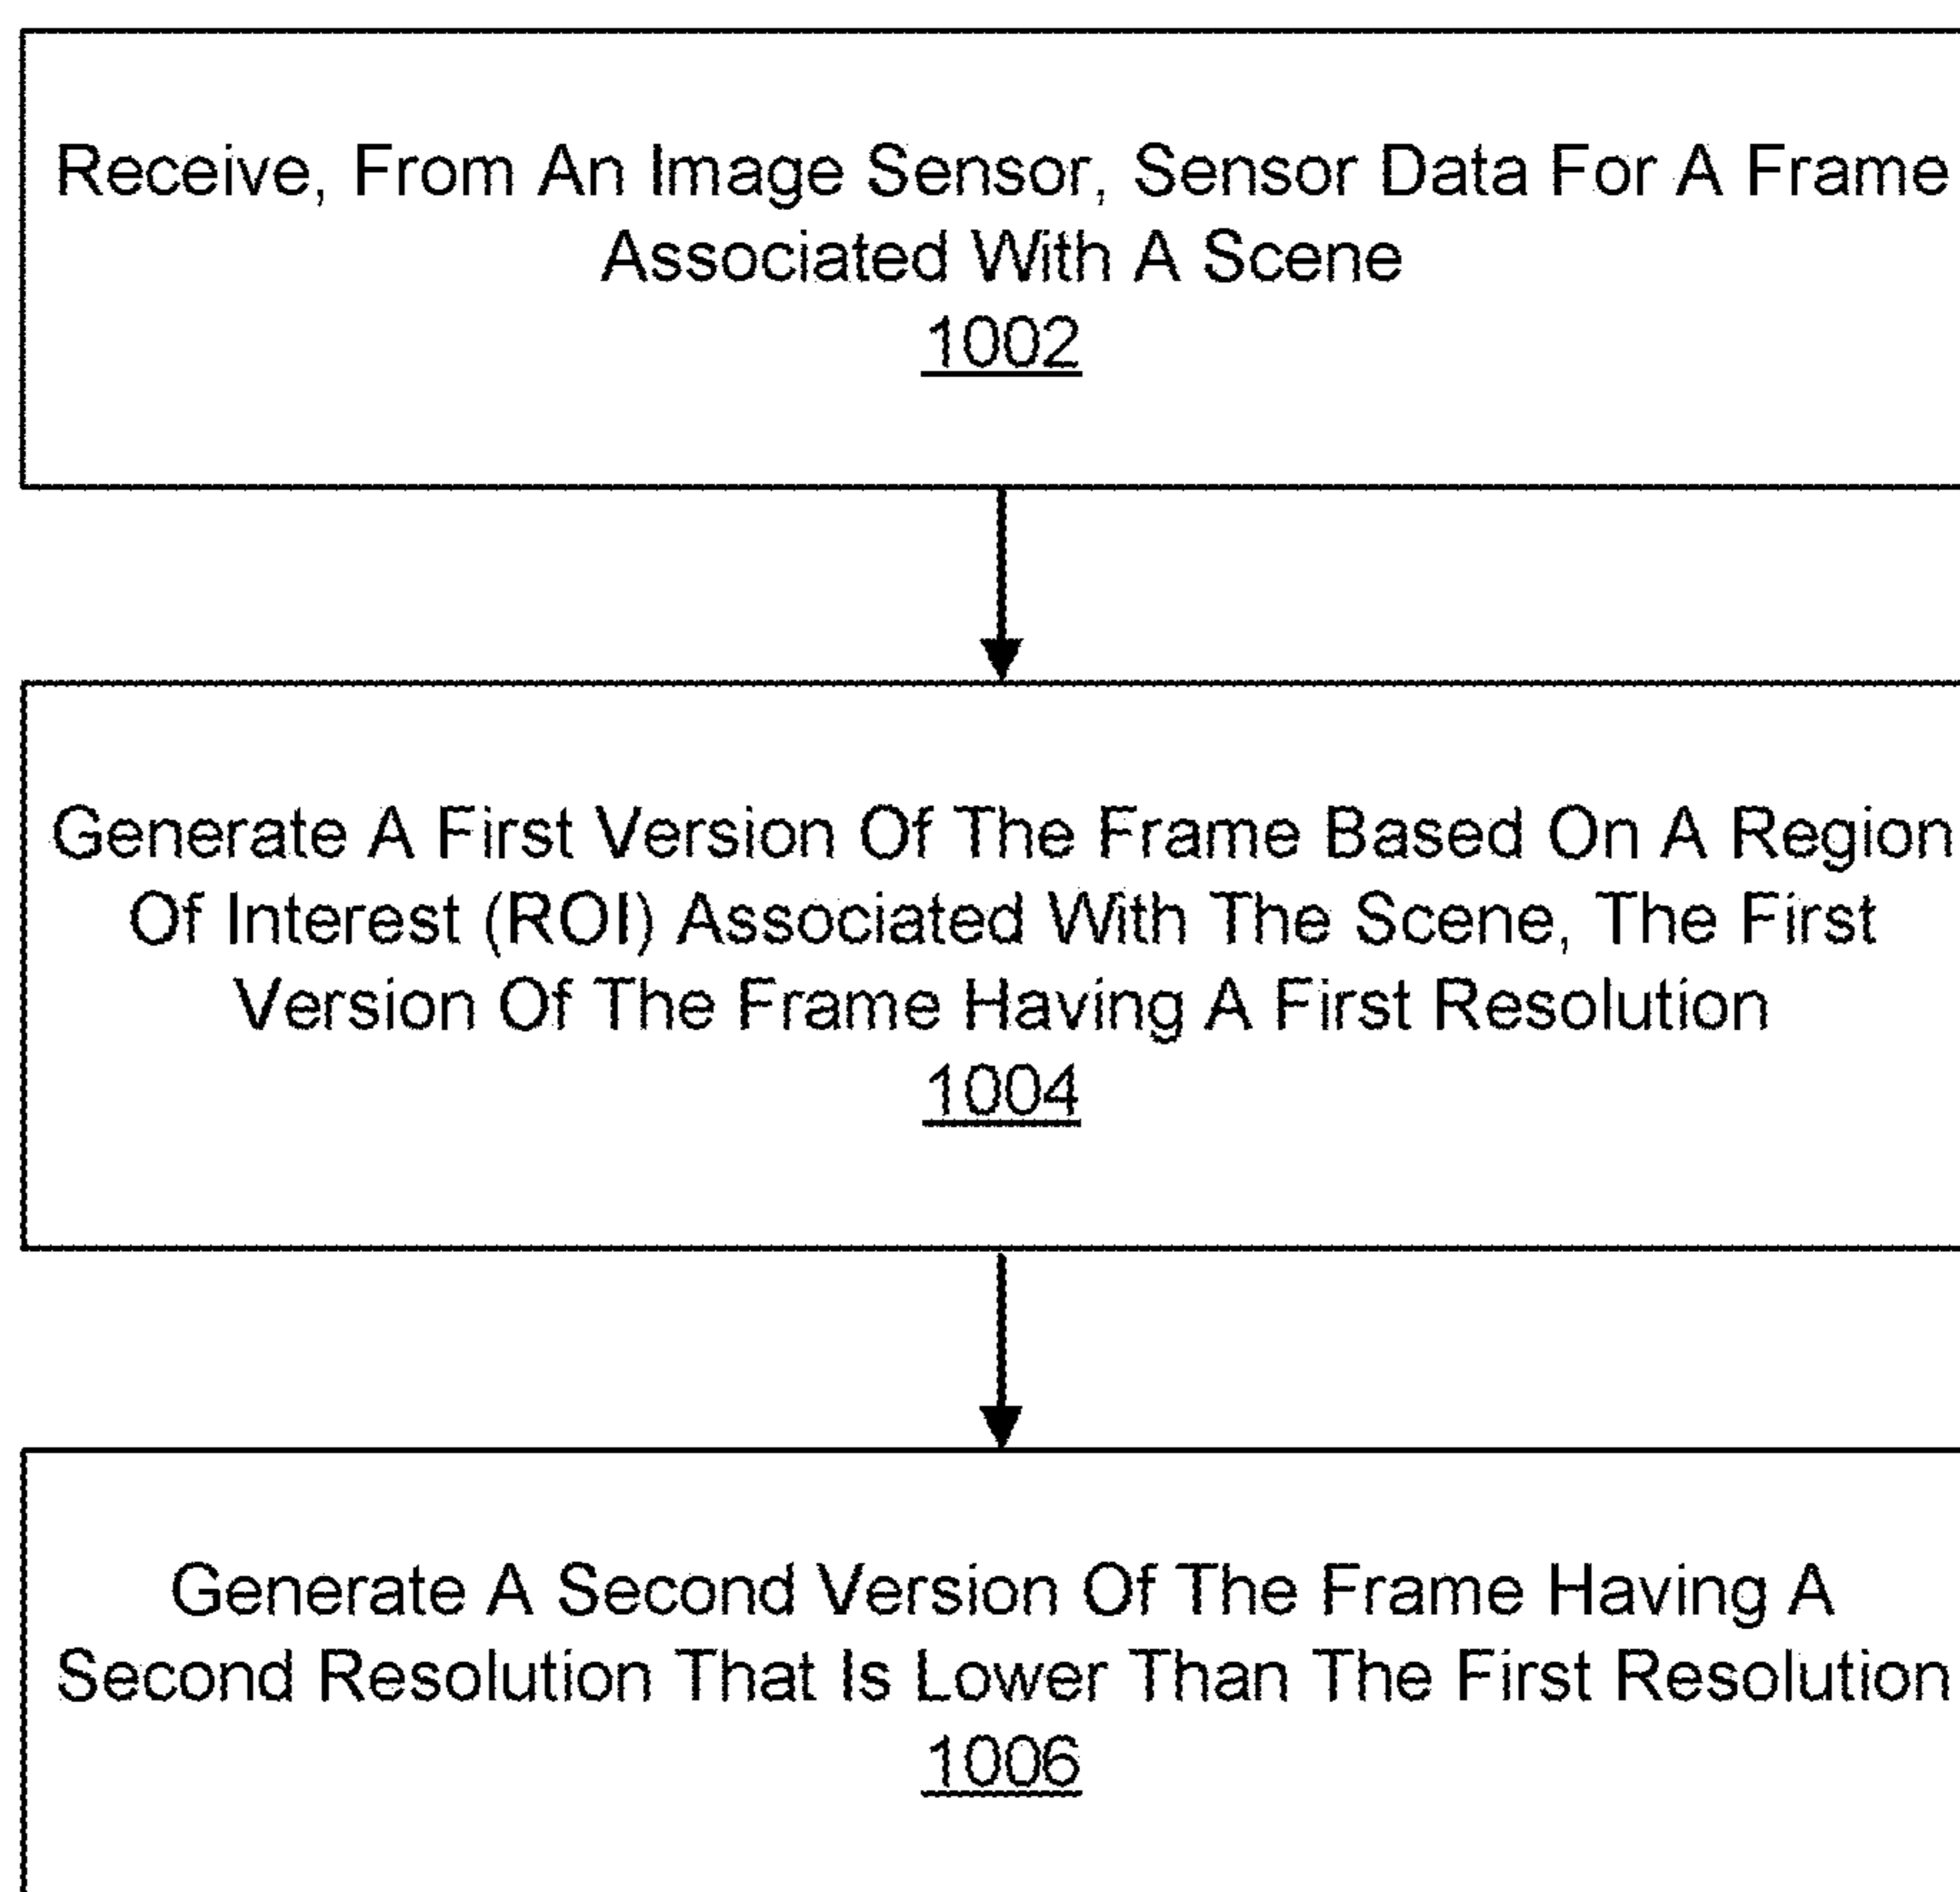 Receive, From An Image Sensor, Sensor Data For A Frame
Associated With A Scene
1002
Generate A First Version Of The Frame Based On A Region
Of Interest (ROI) Associated With The Scene, The First
Version Of The Frame Having A First Resolution
1004
Generate A Second Version Of The Frame Having A
Second Resolution That Is Lower Than The First Resolution
1006